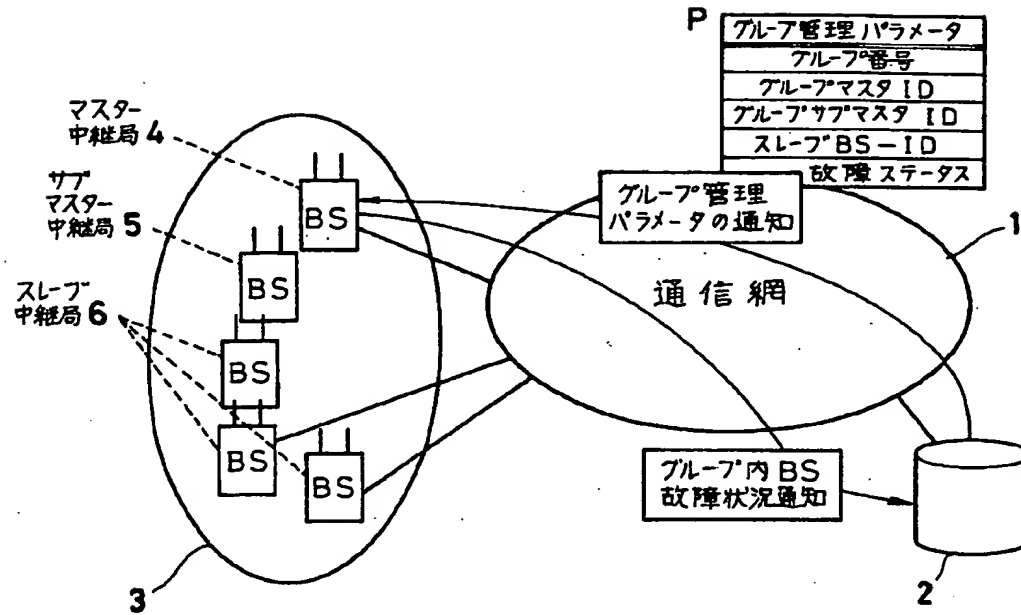 P
グループ管理パラメータ
グループ番号
グループマスタ ID
グループサブマスタ ID
スレーブBS-ID
故障ステータス
マスター
中継局 4
サブ
マスター
中継局 5
スレーブ
中継局 6
BS
BS
BS
BS
BS
グループ管理
パラメータの通知
1
通信網
グループ内BS
故障状況通知
2
3